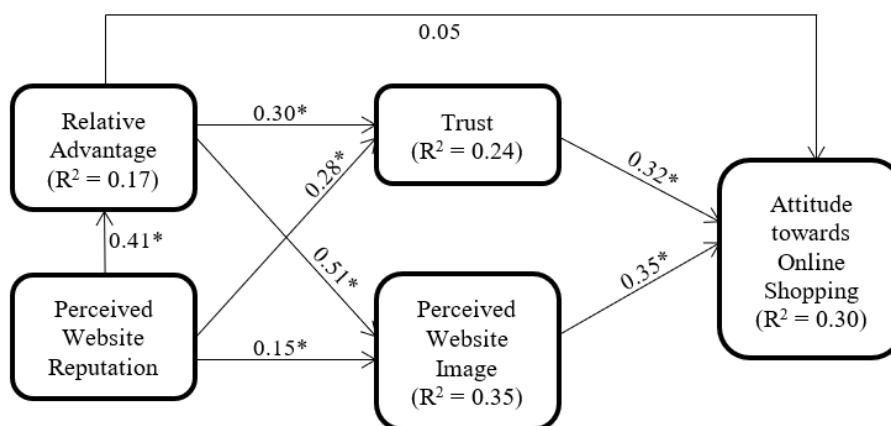 0.05
Relative
Advantage
(R² = 0.17)
0.30*
Trust
(R² = 0.24)
0.28*
0.32*
0.41*
0.51*
Attitude
towards
Online
Shopping
(R² = 0.30)
Perceived
Website
Reputation
0.15*
Perceived
Website
Image
(R² = 0.35)
0.35*